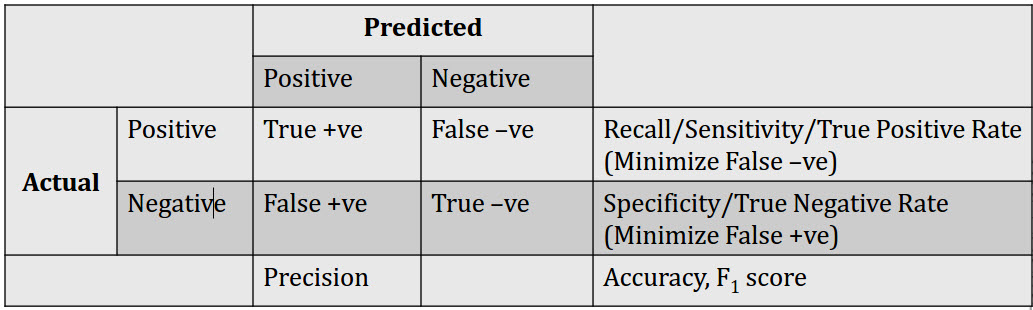 Predicted
Positive Negative
Actual
Positive True +ve False –ve Recall/Sensitivity/True Positive Rate
(Minimize False –ve)
Negative False +ve True –ve Specificity/True Negative Rate
(Minimize False +ve)
Precision Accuracy, F1 score